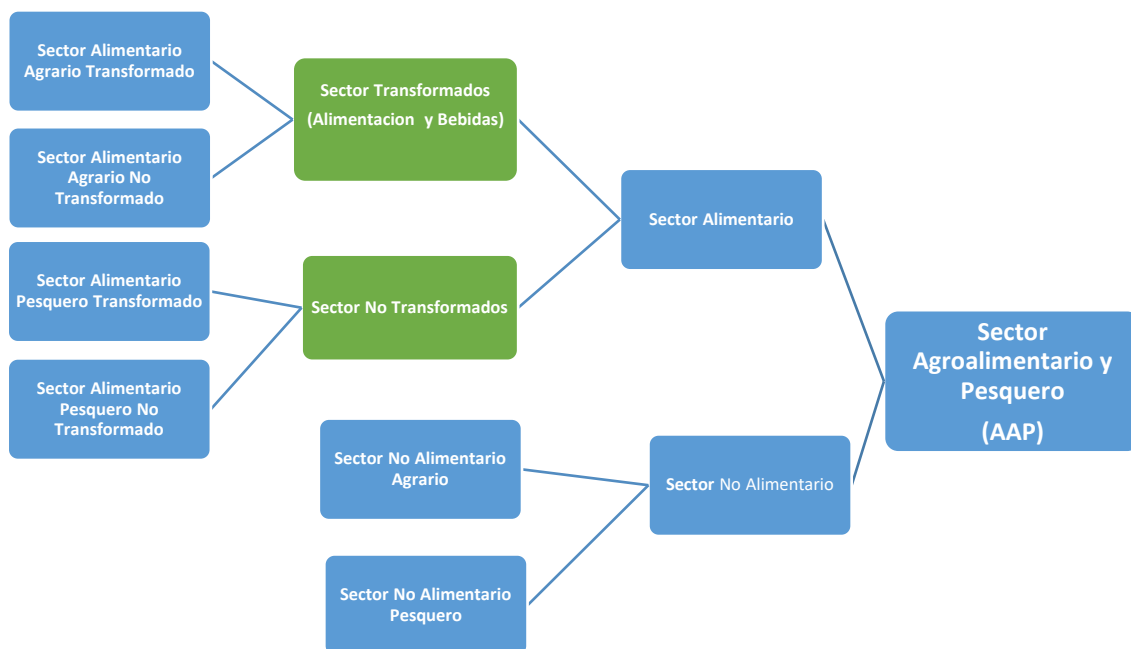 Sector Alimentario
Agrario Transformado
Sector Alimentario
Agrario No
Transformado
Sector Alimentario
Pesquero Transformado
Sector Alimentario
Pesquero No
Transformado
Sector Transformados
(Alimentacion y Bebidas)
Sector No Transformados
Sector No Alimentario
Agrario
Sector No Alimentario
Pesquero
Sector Alimentario
Sector No Alimentario
Sector
Agroalimentario y
Pesquero
(AAP)